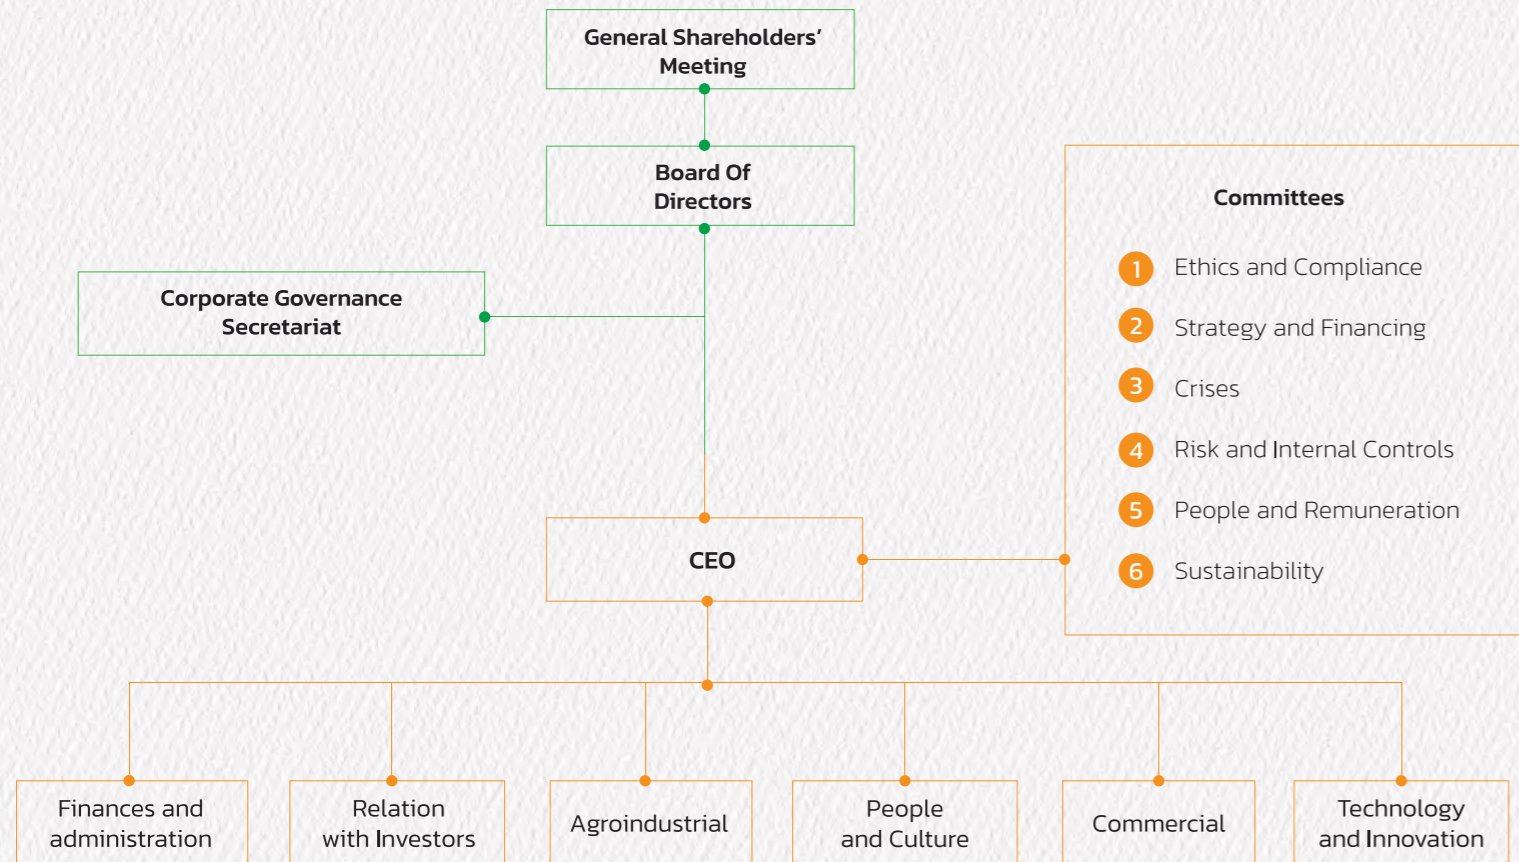 General Shareholders'
Meeting
Board Of
Directors
Corporate Governance
Secretariat
Committees
1 Ethics and Compliance
2 Strategy and Financing
3 Crises
4 Risk and Internal Controls
5 People and Remuneration
6 Sustainability
CEO
Finances and
administration
Relation
with Investors
Agroindustrial
People
and Culture
Commercial
Technology
and Innovation